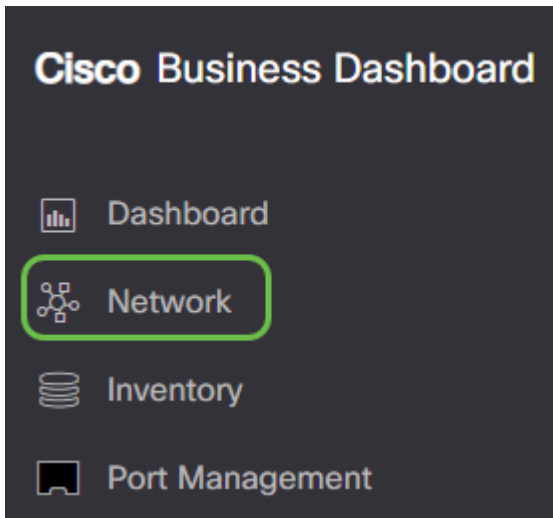 Cisco Business Dashboard
Dashboard
Network
Inventory
Port Management